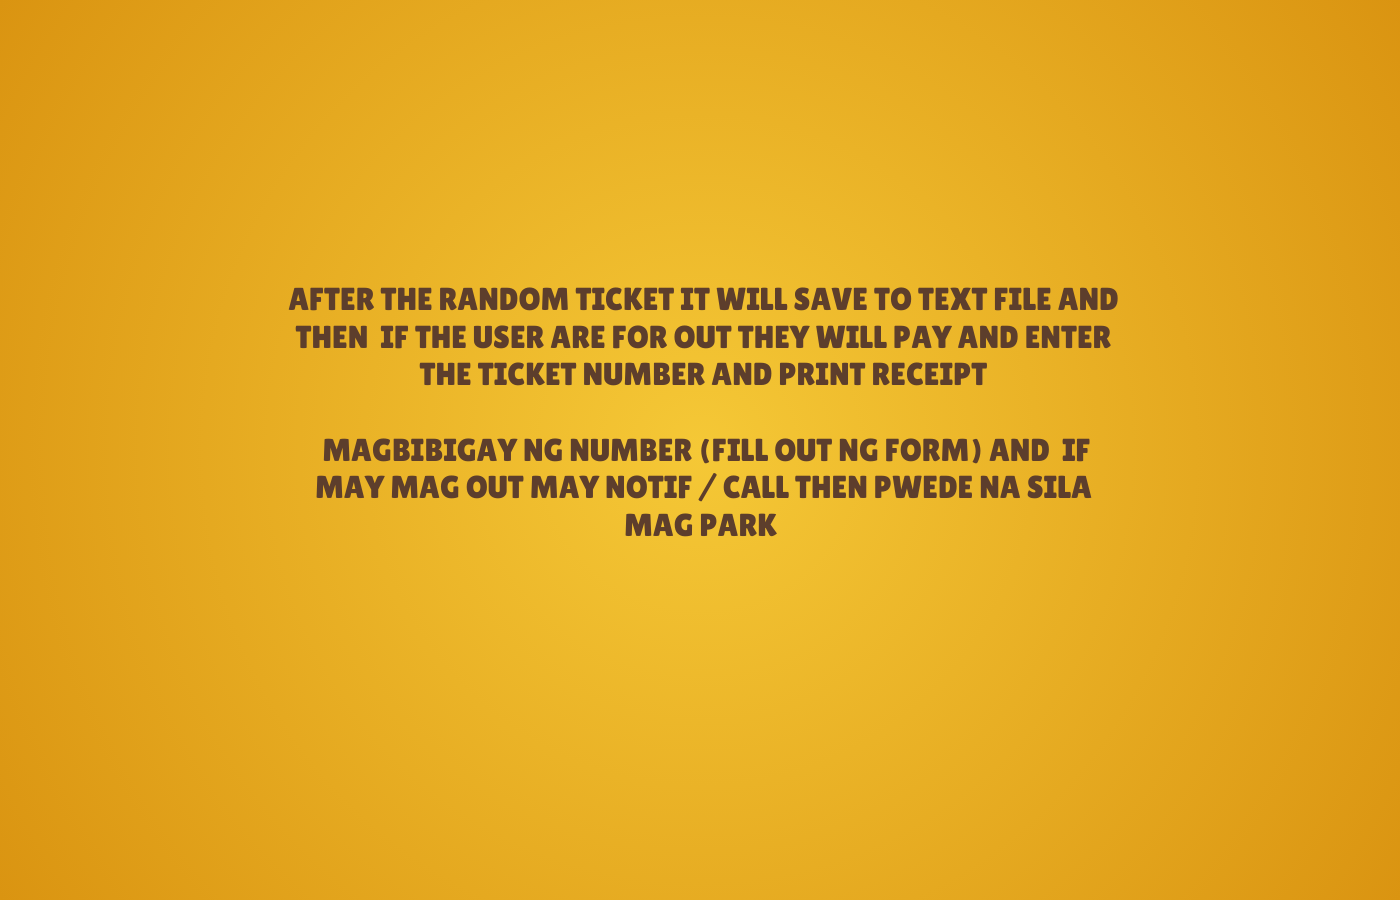 AFTER THE RANDOM TICKET IT WILL SAVE TO TEXT FILE AND
THEN  IF THE USER ARE FOR OUT THEY WILL PAY AND ENTER
THE TICKET NUMBER AND PRINT RECEIPT
MAGBIBIGAY NG NUMBER (FILL OUT NG FORM) AND  IF
MAY MAG OUT MAY NOTIF / CALL THEN PWEDE NA SILA
MAG PARK